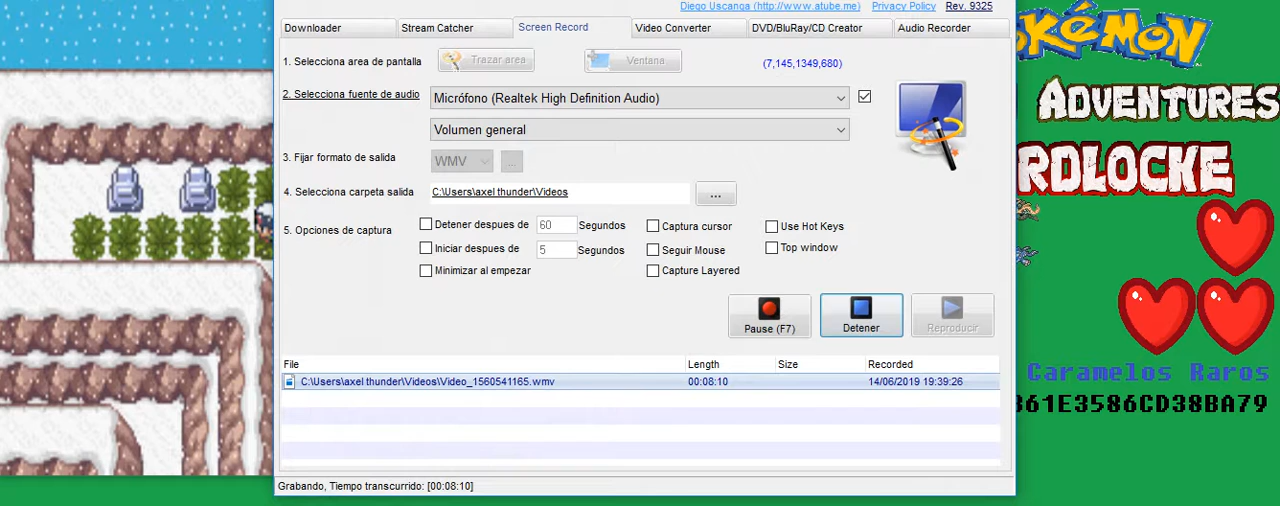 Diego Uscanga (http://www.atube.me) Privacy Policy Rev. 9325
Downloader Stream Catcher Screen Record Video Converter DVD/BluRay/CD Creator Audio Recorder
1. Selecciona area de pantalla Trazar area Ventana (7,145,1349,680)
2. Selecciona fuente de audio Micrófono (Realtek High Definition Audio)
Volumen general
3. Fijar formato de salida WMV ...
4. Selecciona carpeta salida C:\Users\axel thunder\Videos ...
5. Opciones de captura
Detener despues de 60 Segundos Captura cursor Use Hot Keys
Iniciar despues de 5 Segundos Seguir Mouse Top window
Minimizar al empezar Capture Layered
Pause (F7) Detener Reproducir
File Length Size Recorded
C:\Users\axel thunder\Videos\Video_1560541165.wmv 00:08:10 14/06/2019 19:39:26
Grabando, Tiempo transcurrido: [00:08:10]
OKéMON
ADVENTURES
RDLOCKE
Caramelos Raros
361E3586CD38BA79